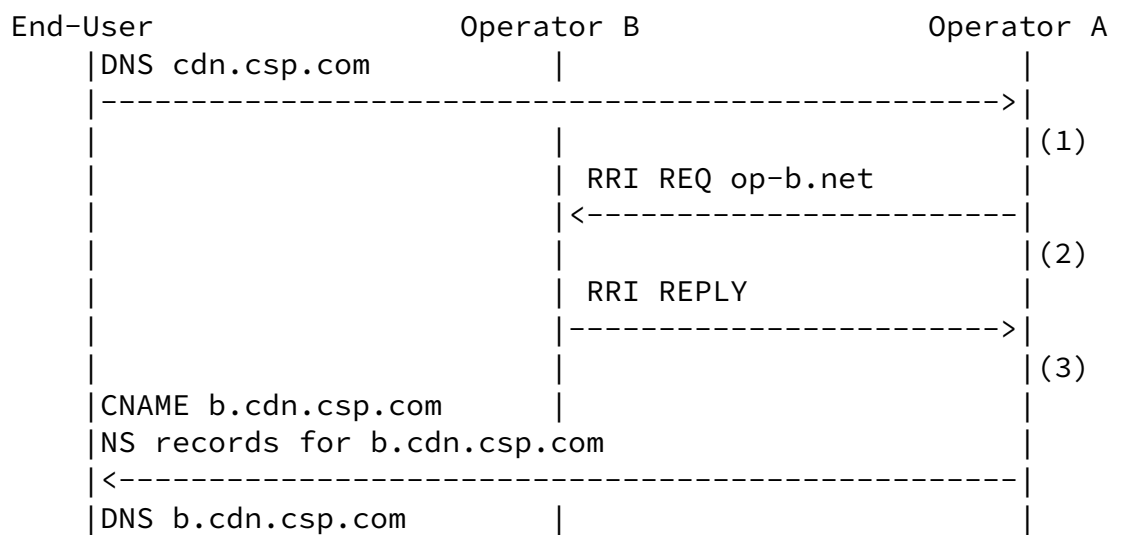 End-User Operator B Operator A
|DNS cdn.csp.com | |
|-------------------------------------------------->|
| | |(1)
| | RRI REQ op-b.net |
| |<------------------------|
| | |(2)
| | RRI REPLY |
| |------------------------>|
| | |(3)
|CNAME b.cdn.csp.com | |
|NS records for b.cdn.csp.com |
|<--------------------------------------------------|
|DNS b.cdn.csp.com | |